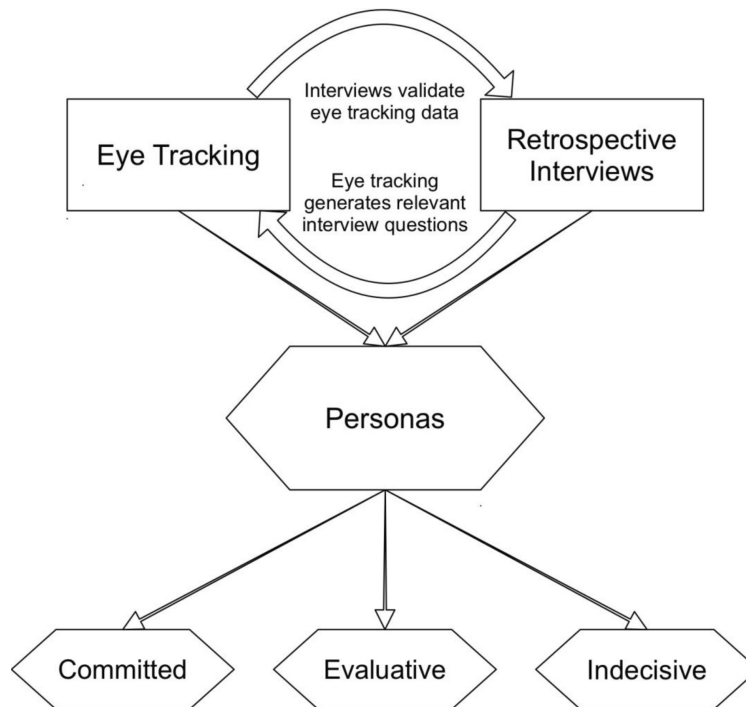 Interviews validate
eye tracking data
Eye Tracking
Retrospective
Interviews
Eye tracking
generates relevant
interview questions
Personas
Committed
Evaluative
Indecisive